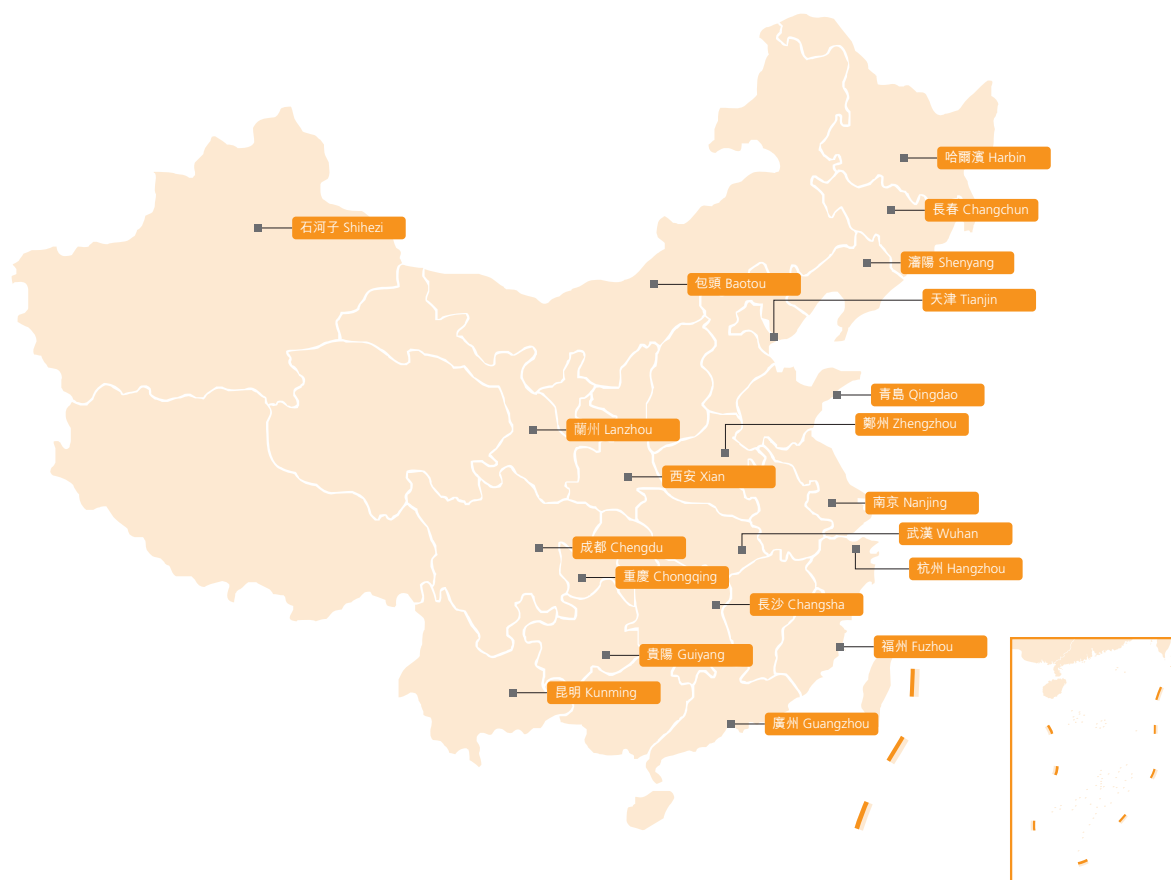 哈爾濱 Harbin
長春 Changchun
石河子 Shihezi
瀋陽 Shenyang
包頭 Baotou
天津 Tianjin
青島 Qingdao
鄭州 Zhengzhou
蘭州 Lanzhou
西安 Xian
南京 Nanjing
武漢 Wuhan
成都 Chengdu
杭州 Hangzhou
重慶 Chongqing
長沙 Changsha
福州 Fuzhou
貴陽 Guiyang
昆明 Kunming
廣州 Guangzhou